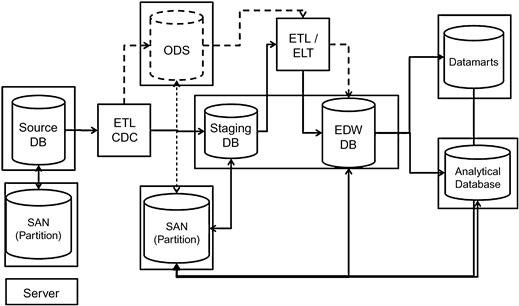 ODS
ETL /
ELT
Datamarts
Source
DB
ETL
CDC
Staging
DB
EDW
DB
Analytical
Database
SAN
(Partition)
SAN
(Partition)
Server